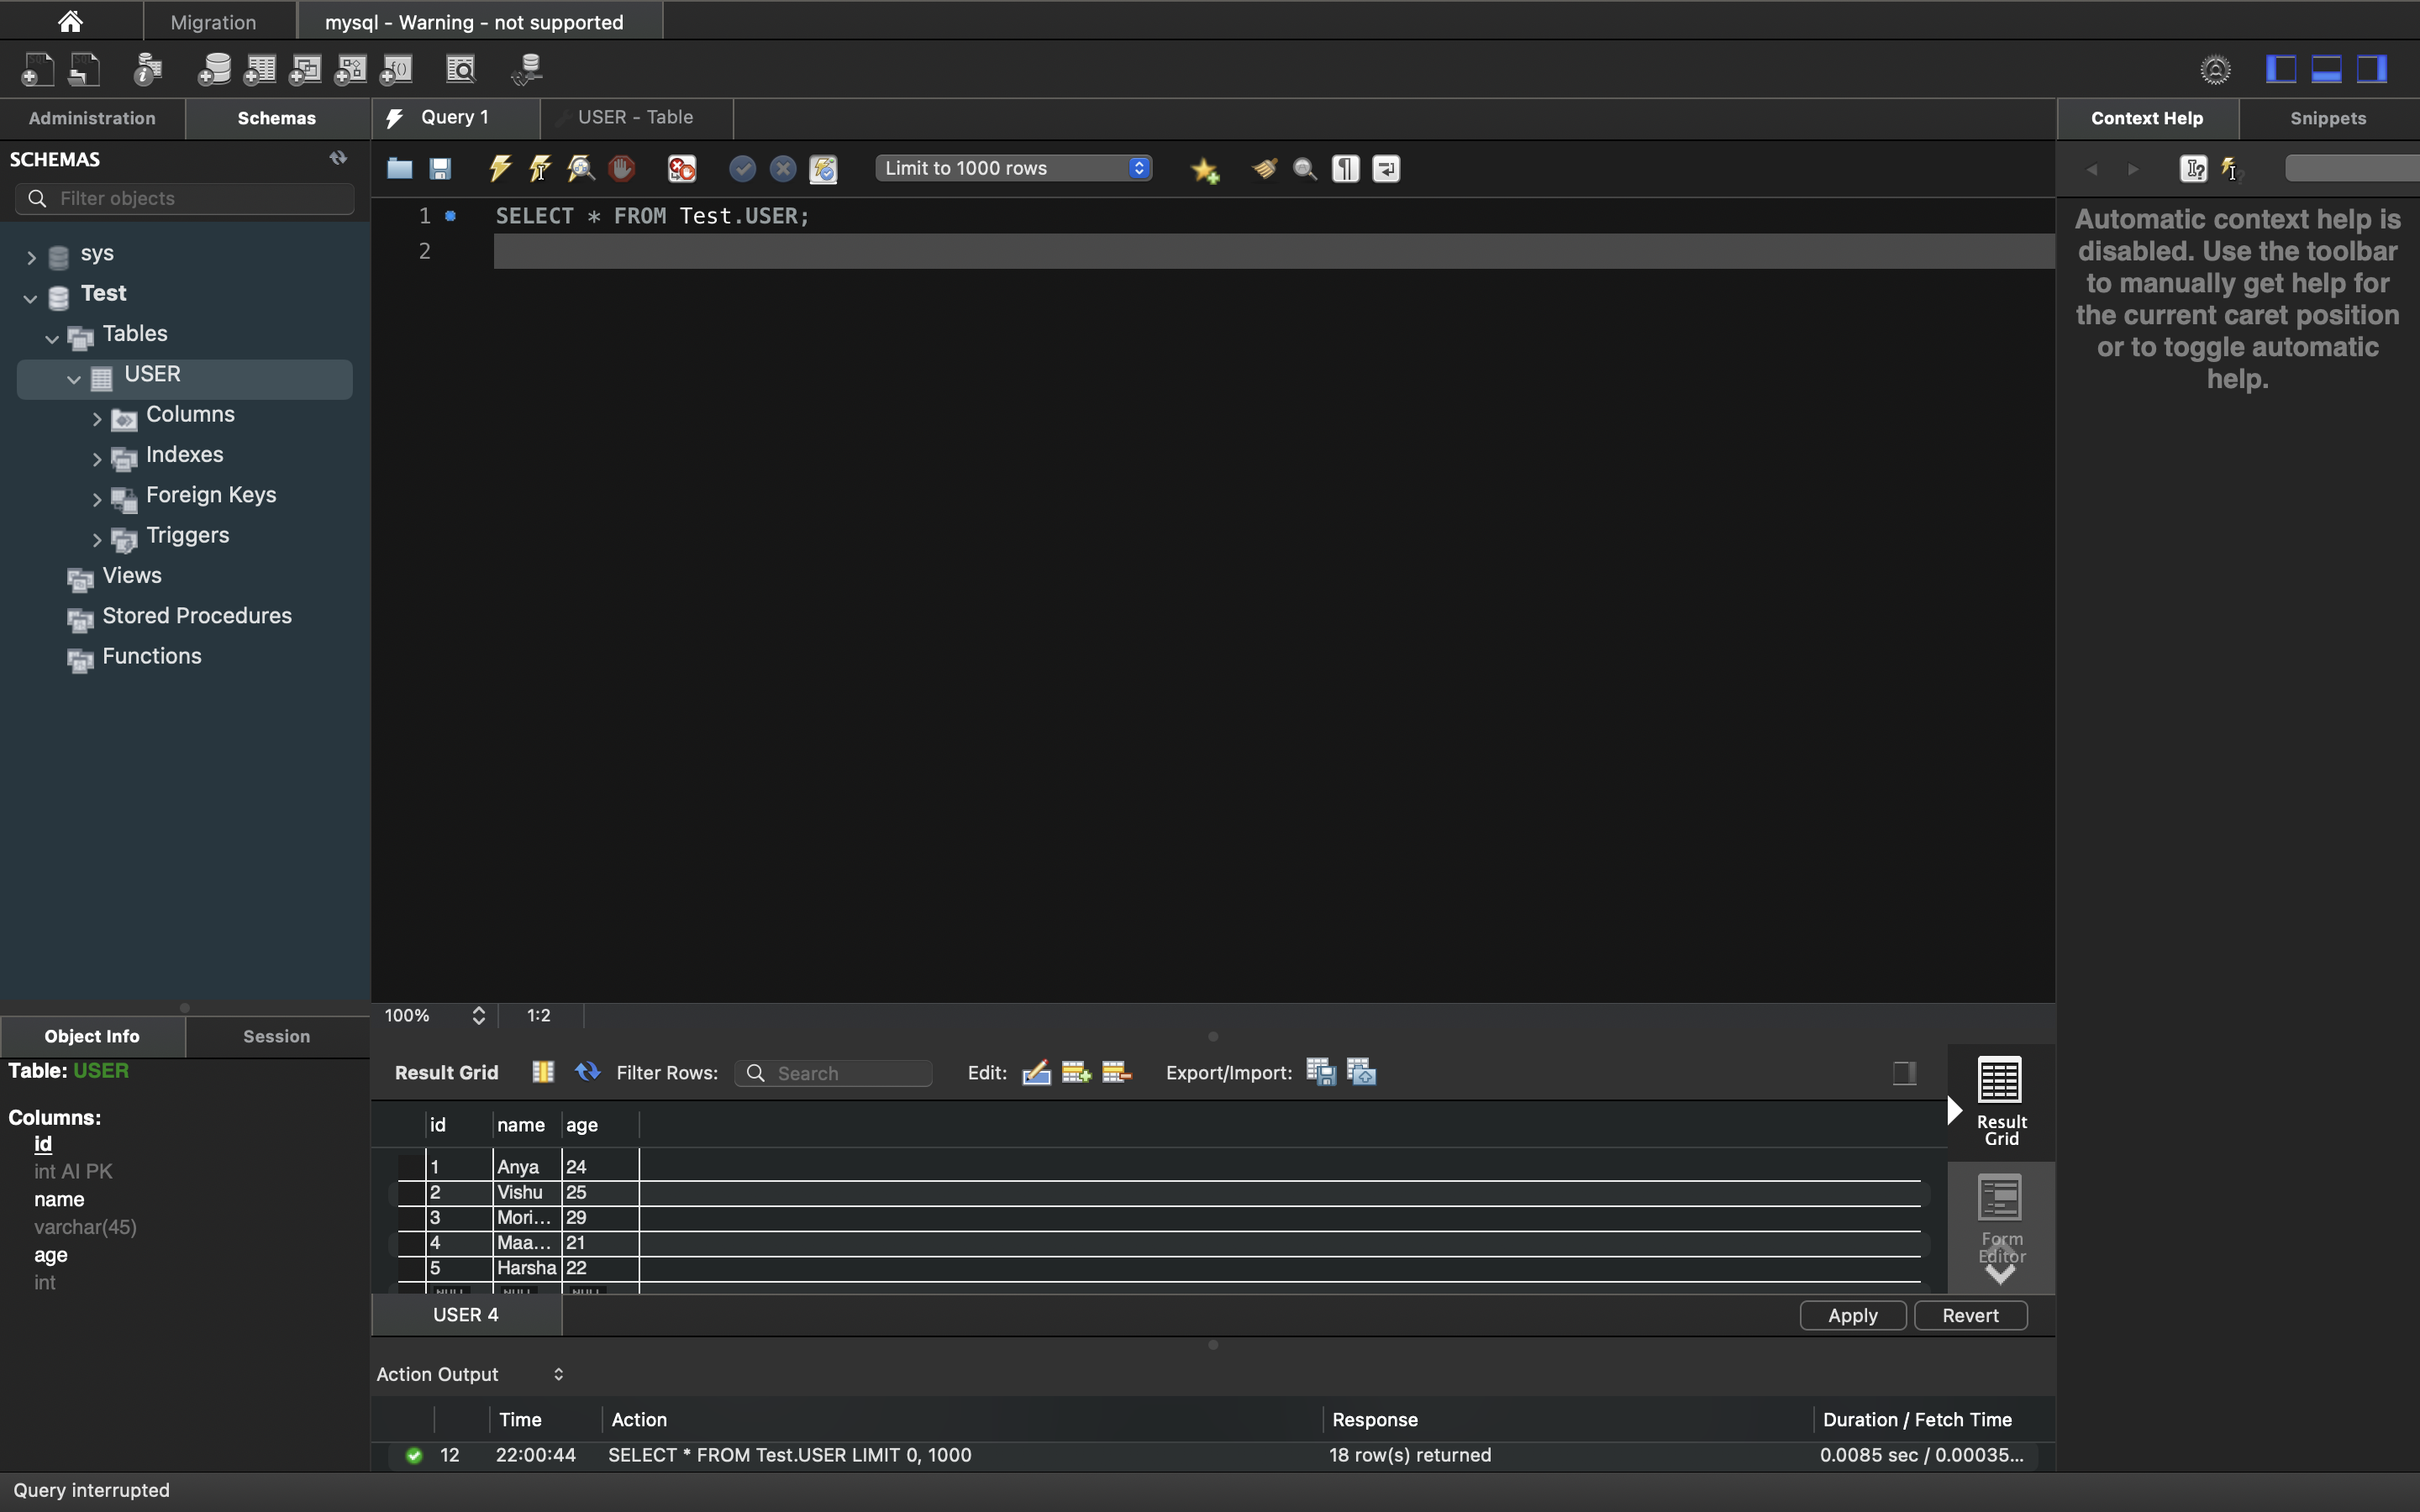 Migration
mysql - Warning - not supported
Administration
Schemas
Query 1
USER - Table
Context Help
Snippets
SCHEMAS
Filter objects
Limit to 1000 rows
sys
Test
Tables
USER
Columns
Indexes
Foreign Keys
Triggers
Views
Stored Procedures
Functions
1 SELECT * FROM Test.USER;
2
Automatic context help is
disabled. Use the toolbar
to manually get help for
the current caret position
or to toggle automatic
help.
100% 1:2
Object Info
Session
Table: USER
Columns:
id
int AI PK
name
varchar(45)
age
int
Result Grid Filter Rows: Search Edit: Export/Import:
id name age
1 Anya 24
2 Vishu 25
3 Mori... 29
4 Maa... 21
5 Harsha 22
NULL NULL NULL
Result
Grid
Form
Editor
USER 4
Apply
Revert
Action Output
Time Action Response Duration / Fetch Time
12 22:00:44 SELECT * FROM Test.USER LIMIT 0, 1000 18 row(s) returned 0.0085 sec / 0.00035...
Query interrupted